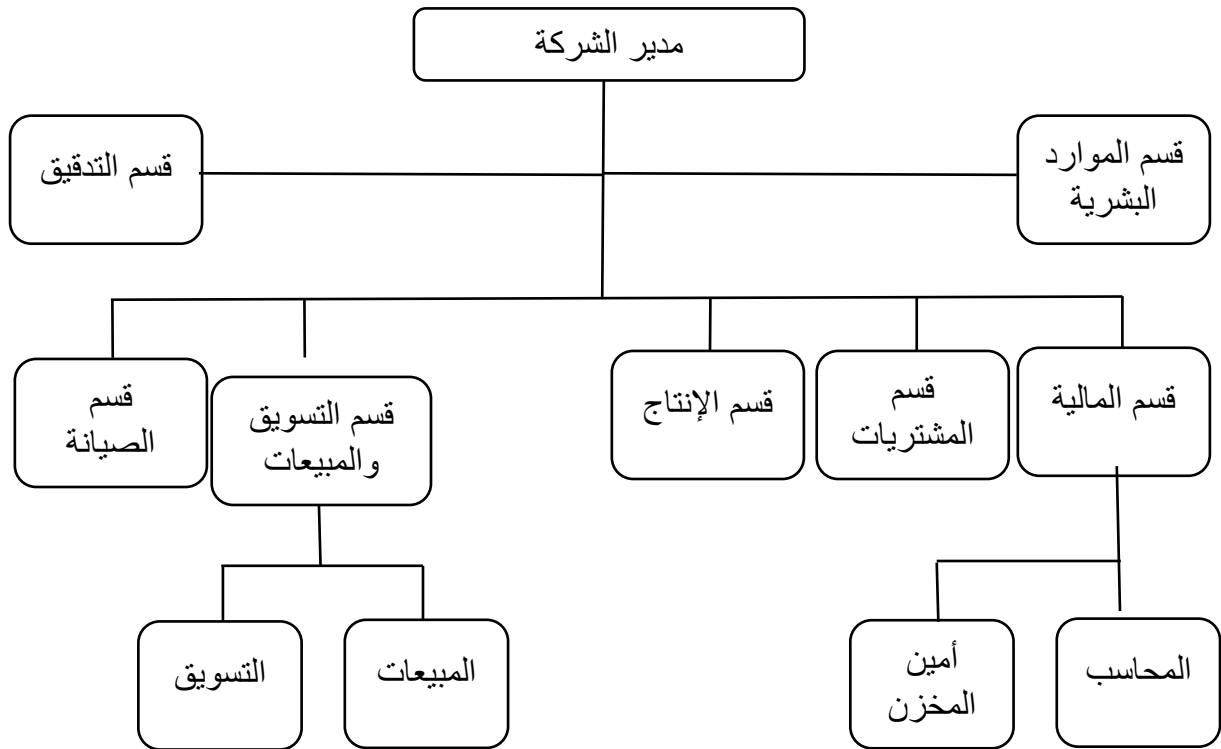 مدير الشركة
قسم الموارد
البشرية
قسم التدقيق
قسم المالية
قسم
المشتريات
قسم الإنتاج
قسم التسويق
والمبيعات
قسم
الصيانة
المحاسب
أمين
المخزن
المبيعات
التسويق